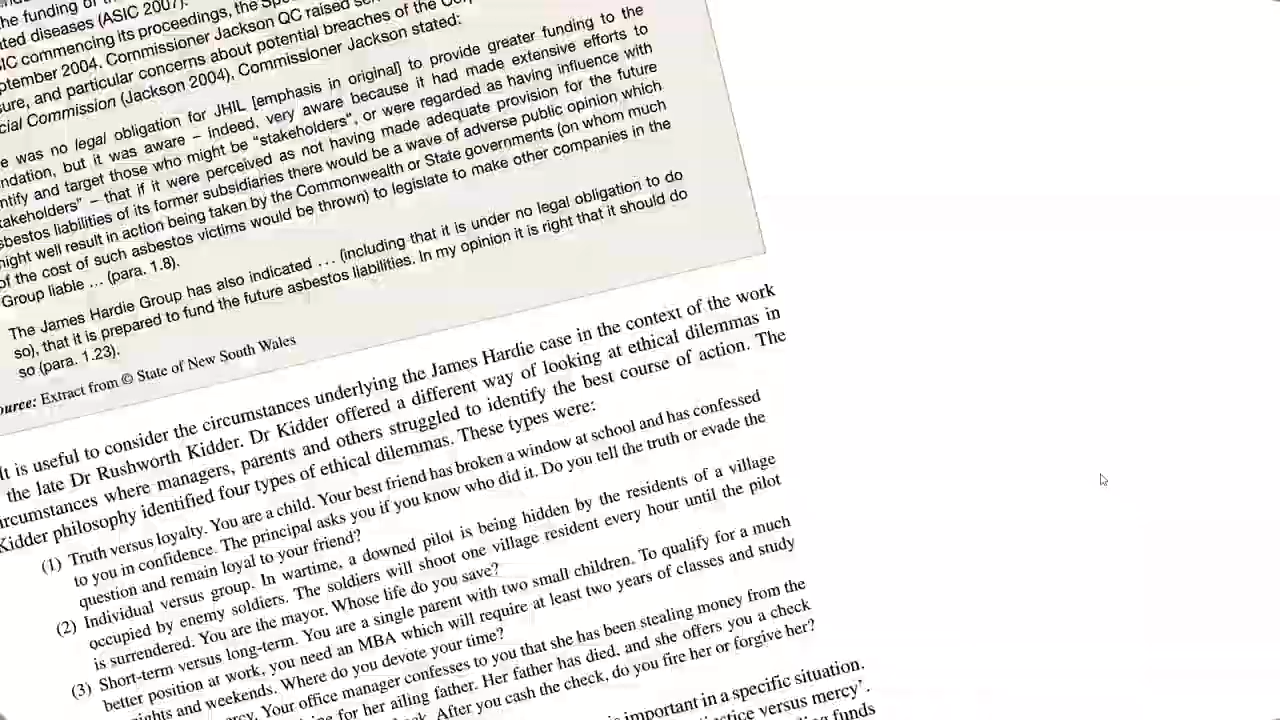 he funding of
ted diseases (ASIC 2007).
SIC commencing its proceedings, the Spe
ptember 2004, Commissioner Jackson QC raised
sure, and particular concerns about potential breaches of the
cial Commission (Jackson 2004), Commissioner Jackson stated:
e was no legal obligation for JHIL [emphasis in original] to provide greater funding to the
ndation, but it was aware – indeed, very aware because it had made extensive efforts to
ntify and target those who might be “stakeholders”, or were regarded as having influence with
takeholders” – that if it were perceived as not having made adequate provision for the future
sbestos liabilities of its former subsidiaries there would be a wave of adverse public opinion which
night well result in action being taken by the Commonwealth or State governments (on whom much
of the cost of such asbestos victims would be thrown) to legislate to make other companies in the
Group liable … (para. 1.8).
The James Hardie Group has also indicated … (including that it is under no legal obligation to do
so), that it is prepared to fund the future asbestos liabilities. In my opinion it is right that it should do
so (para. 1.23).
ource: Extract from © State of New South Wales
It is useful to consider the circumstances underlying the James Hardie case in the context of the work
the late Dr Rushworth Kidder. Dr Kidder offered a different way of looking at ethical dilemmas in
ircumstances where managers, parents and others struggled to identify the best course of action. The
Kidder philosophy identified four types of ethical dilemmas. These types were:
(1) Truth versus loyalty. You are a child. Your best friend has broken a window at school and has confessed
to you in confidence. The principal asks you if you know who did it. Do you tell the truth or evade the
question and remain loyal to your friend?
(2) Individual versus group. In wartime, a downed pilot is being hidden by the residents of a village
occupied by enemy soldiers. The soldiers will shoot one village resident every hour until the pilot
is surrendered. You are the mayor. Whose life do you save?
(3) Short-term versus long-term. You are a single parent with two small children. To qualify for a much
better position at work, you need an MBA which will require at least two years of classes and study
nights and weekends. Where do you devote your time?
rcy. Your office manager confesses to you that she has been stealing money from the
for her ailing father. Her father has died, and she offers you a check
After you cash the check, do you fire her or forgive her?
is important in a specific situation.
stice versus mercy’.
funds